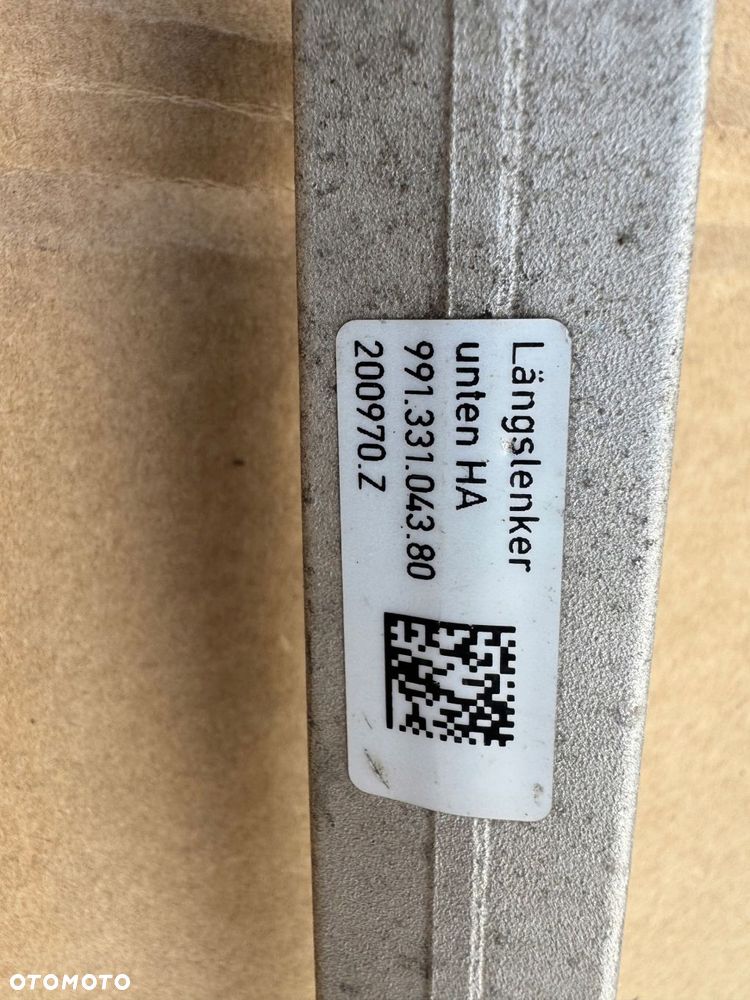 Längslenker
unten HA
991.331.043.80
200970.Z
OTOMOTO